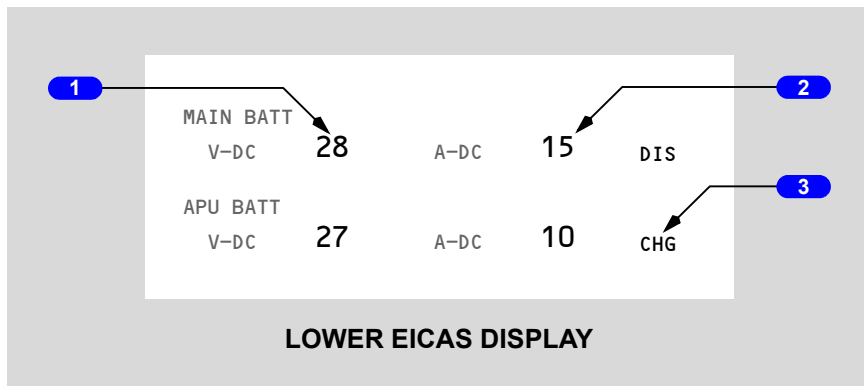 1
2
MAIN BATT
V-DC 28 A-DC 15 DIS
3
APU BATT
V-DC 27 A-DC 10 CHG
LOWER EICAS DISPLAY